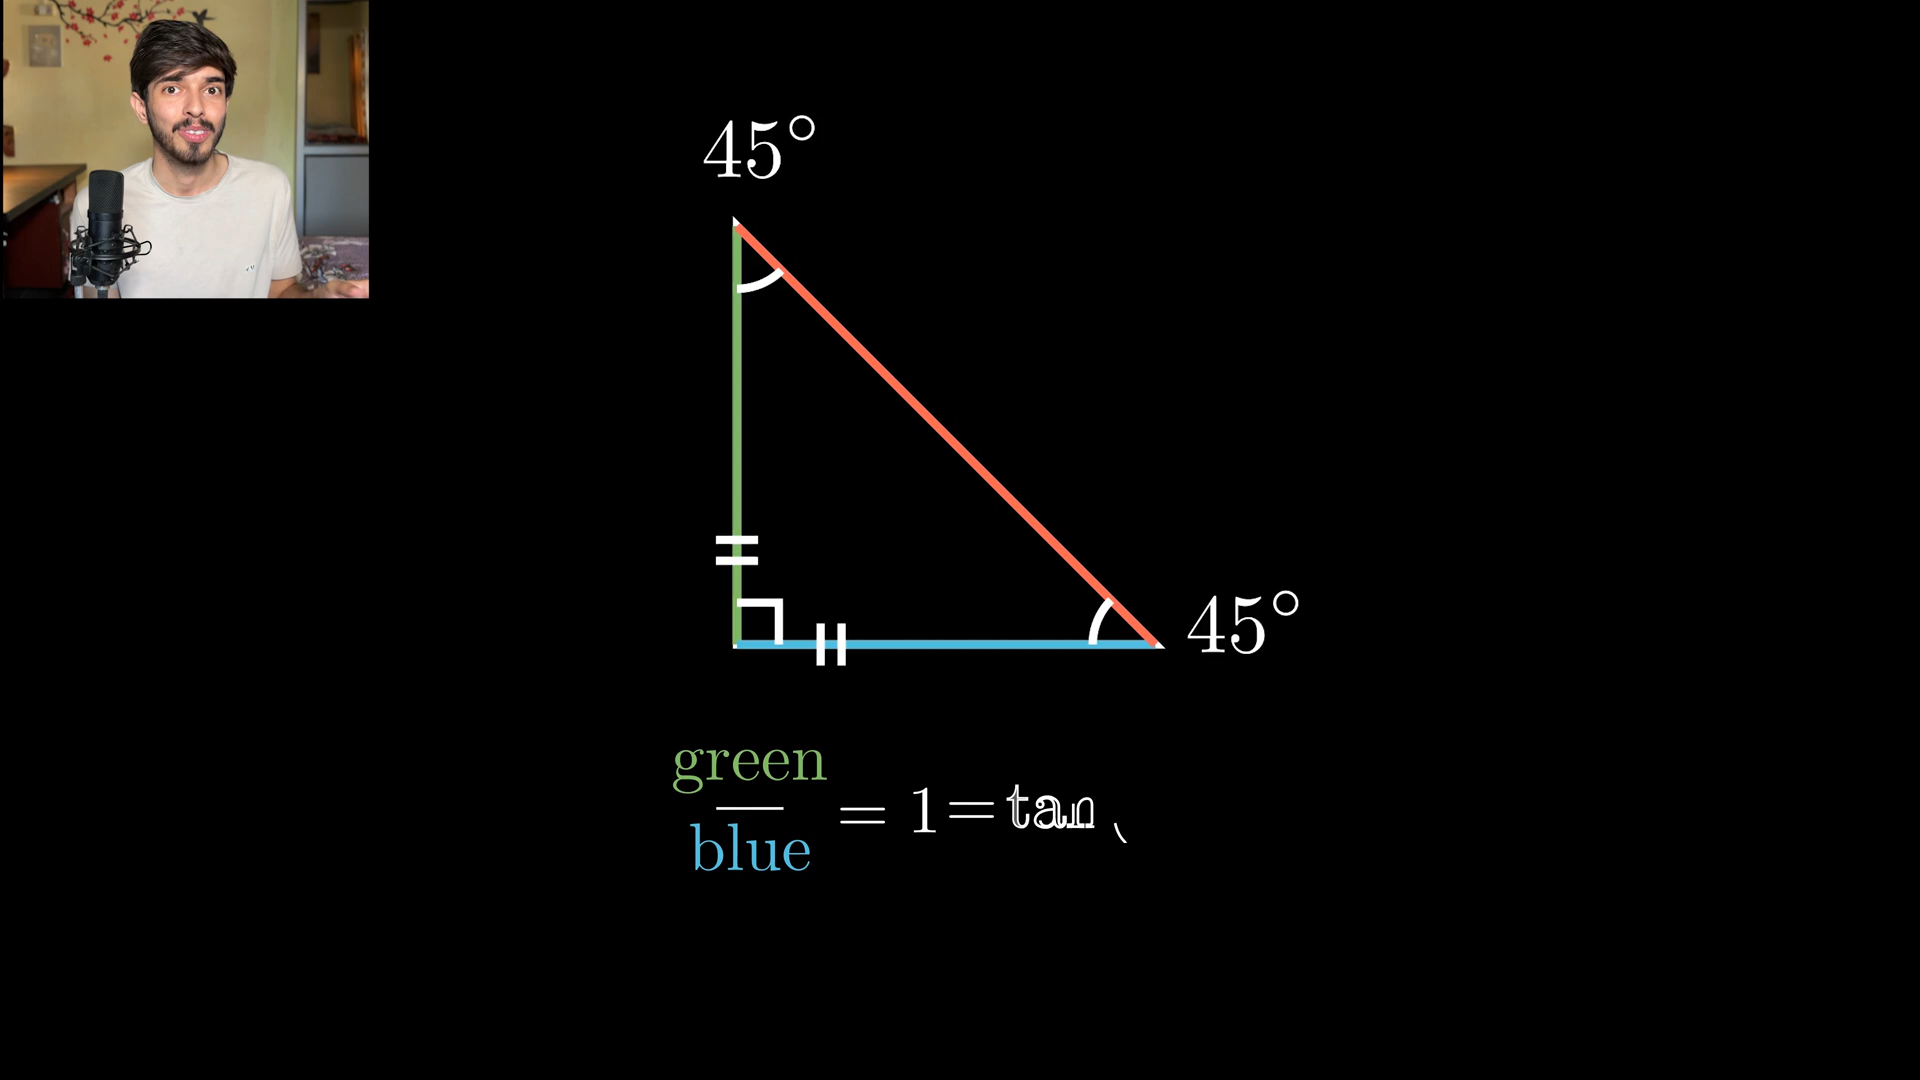 45°
45°
green
blue
= 1 = tan (